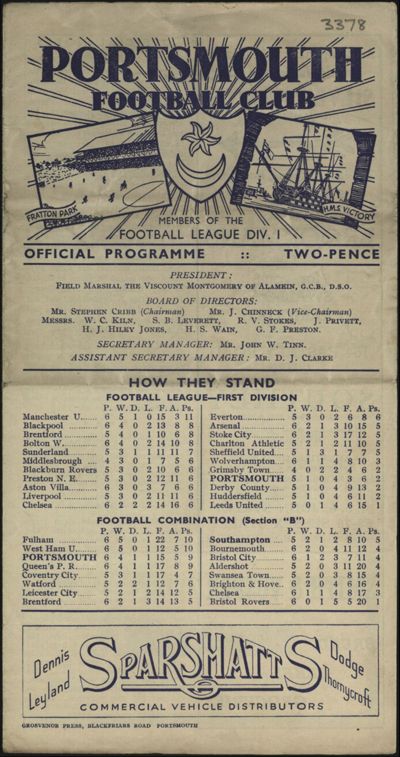 3378
PORTSMOUTH
FOOTBALL CLUB
FRATTON PARK
H.M.S. VICTORY
MEMBERS OF THE
FOOTBALL LEAGUE DIV. 1
OFFICIAL PROGRAMME :: TWO-PENCE
PRESIDENT:
FIELD MARSHAL THE VISCOUNT MONTGOMERY OF ALAMEIN, G.C.B., D.S.O.
BOARD OF DIRECTORS:
MR. STEPHEN CRIBB (Chairman) MR. J. CHINNECK (Vice-Chairman)
MESSRS. W. C. KILN, S. B. LEVERETT, R. V. STOKES, J. PRIVETT,
H. J. HILEY JONES, H. S. WAIN, G. F. PRESTON.
SECRETARY MANAGER: MR. JOHN W. TINN.
ASSISTANT SECRETARY MANAGER: MR. D. J. CLARKE
HOW THEY STAND
FOOTBALL LEAGUE—FIRST DIVISION
P. W. D. L. F. A. Ps.
Manchester U..... 6 5 1 0 15 3 11
Blackpool ........ 6 4 0 2 13 8 8
Brentford ........ 5 4 0 1 10 6 8
Bolton W......... 6 4 0 2 14 10 8
Sunderland ...... 5 3 1 1 11 11 7
Middlesbrough .... 4 3 0 1 7 5 6
Blackburn Rovers 5 3 0 2 10 6 6
Preston N. E..... 5 3 0 2 12 11 6
Aston Villa...... 6 3 0 3 7 6 6
Liverpool ........ 5 3 0 2 11 11 6
Chelsea .......... 6 2 2 2 14 16 6
P. W. D. L. F. A. Ps.
Everton.......... 5 3 0 2 6 8 6
Arsenal .......... 6 2 1 3 10 15 5
Stoke City ....... 6 2 1 3 17 12 5
Charlton Athletic 5 2 1 2 11 10 5
Sheffield United.... 5 1 3 1 7 7 5
Wolverhampton.... 6 1 1 4 8 10 3
Grimsby Town .... 4 0 2 2 4 6 2
PORTSMOUTH 5 1 0 4 3 6 2
Derby County..... 5 1 0 4 9 13 2
Huddersfield ..... 5 1 0 4 6 11 2
Leeds United ..... 5 0 1 4 6 15 1
FOOTBALL COMBINATION (Section "B")
P. W. D. L. F. A. Ps.
Fulham .......... 6 5 0 1 22 7 10
West Ham U...... 6 5 0 1 12 5 10
PORTSMOUTH 6 4 1 1 15 5 9
Queen's P. R...... 6 4 1 1 17 8 9
Coventry City..... 5 3 1 1 17 4 7
Watford .......... 5 2 2 1 12 7 6
Leicester City..... 5 2 1 2 14 12 5
Brentford......... 6 2 1 3 14 13 5
P. W. D. L. F. A. Ps.
Southampton .... 5 2 1 2 8 10 5
Bournemouth...... 6 2 0 4 11 12 4
Bristol City....... 6 1 2 3 7 11 4
Aldershot ........ 5 2 0 3 11 20 4
Swansea Town.... 5 2 0 3 8 15 4
Brighton & Hove.. 6 2 0 4 6 16 4
Chelsea .......... 6 1 1 4 8 17 3
Bristol Rovers..... 6 0 1 5 5 20 1
Dennis
Leyland
SPARSHATTS
Dodge
Thornycroft
COMMERCIAL VEHICLE DISTRIBUTORS
GROSVENOR PRESS, BLACKFRIARS ROAD PORTSMOUTH